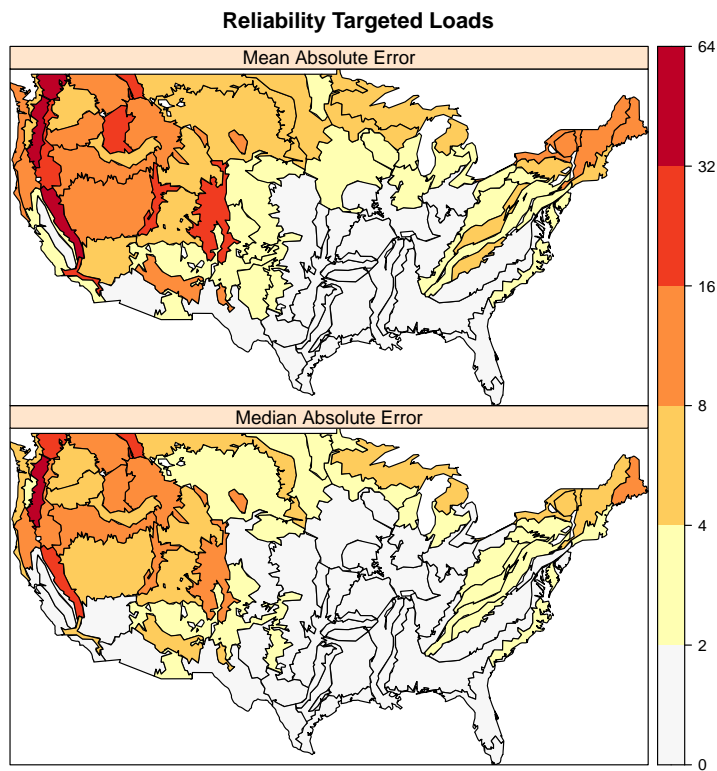 Reliability Targeted Loads
Mean Absolute Error
Median Absolute Error
64
32
16
8
4
2
0